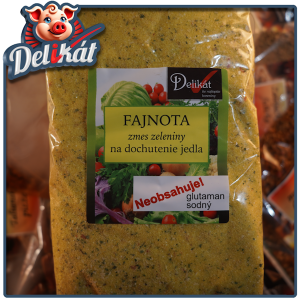 Delikát
Delikát
FAJNOTA
zmes zeleniny
na dochutenie jedla
Neobsahuje!
glutaman
sodný